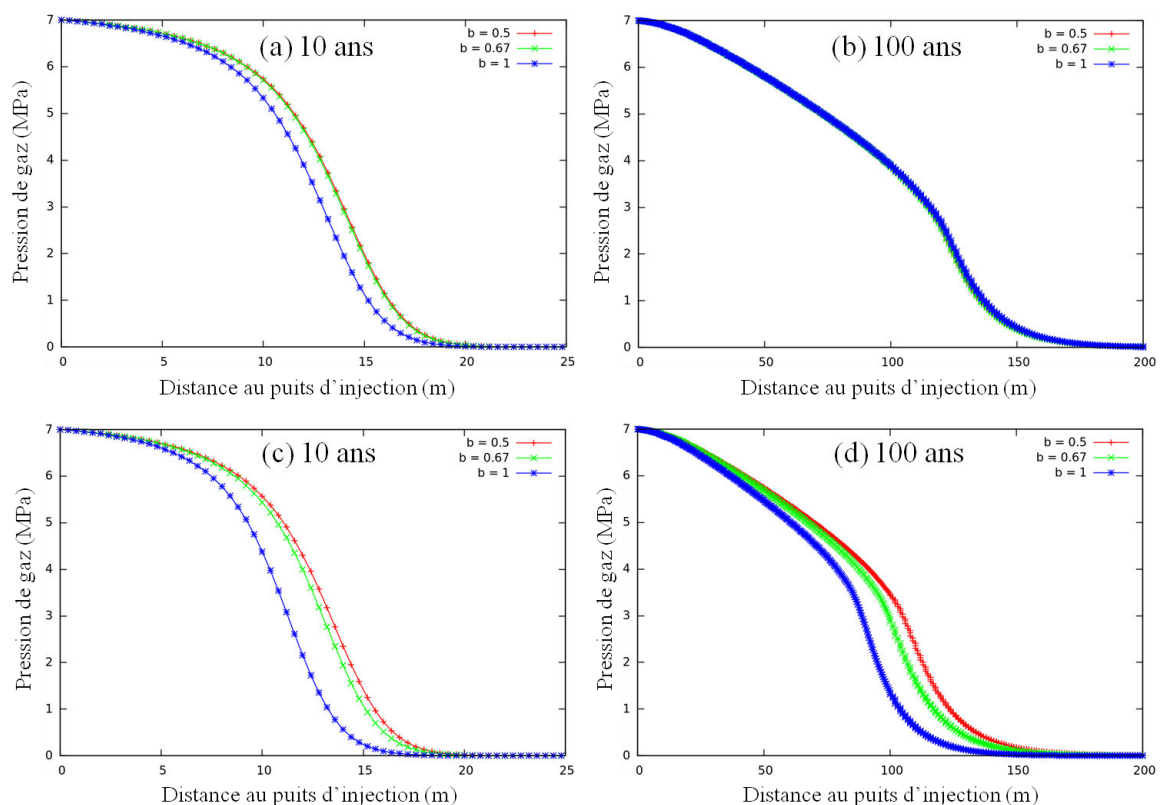 (a) 10 ans
b = 0.5
b = 0.67
b = 1
Pression de gaz (MPa)
7
6
5
4
3
2
1
0
0 5 10 15 20 25
Distance au puits d'injection (m)
(b) 100 ans
b = 0.5
b = 0.67
b = 1
Pression de gaz (MPa)
7
6
5
4
3
2
1
0
0 50 100 150 200
Distance au puits d'injection (m)
(c) 10 ans
b = 0.5
b = 0.67
b = 1
Pression de gaz (MPa)
7
6
5
4
3
2
1
0
0 5 10 15 20 25
Distance au puits d'injection (m)
(d) 100 ans
b = 0.5
b = 0.67
b = 1
Pression de gaz (MPa)
7
6
5
4
3
2
1
0
0 50 100 150 200
Distance au puits d'injection (m)